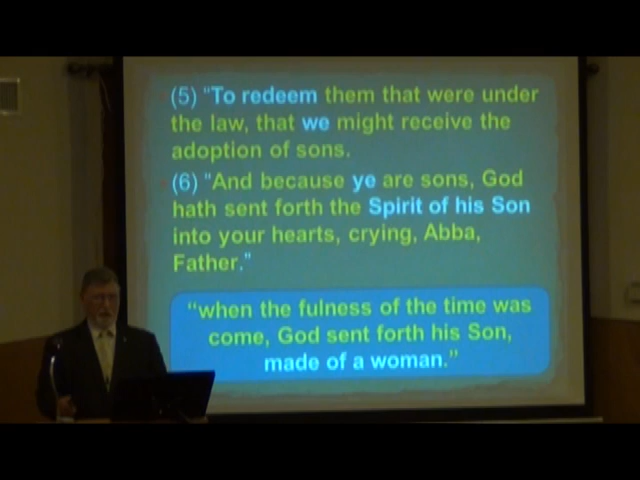 (5) “To redeem them that were under
the law, that we might receive the
adoption of sons.
(6) “And because ye are sons, God
hath sent forth the Spirit of his Son
into your hearts, crying, Abba,
Father.”
“when the fulness of the time was
come, God sent forth his Son,
made of a woman.”